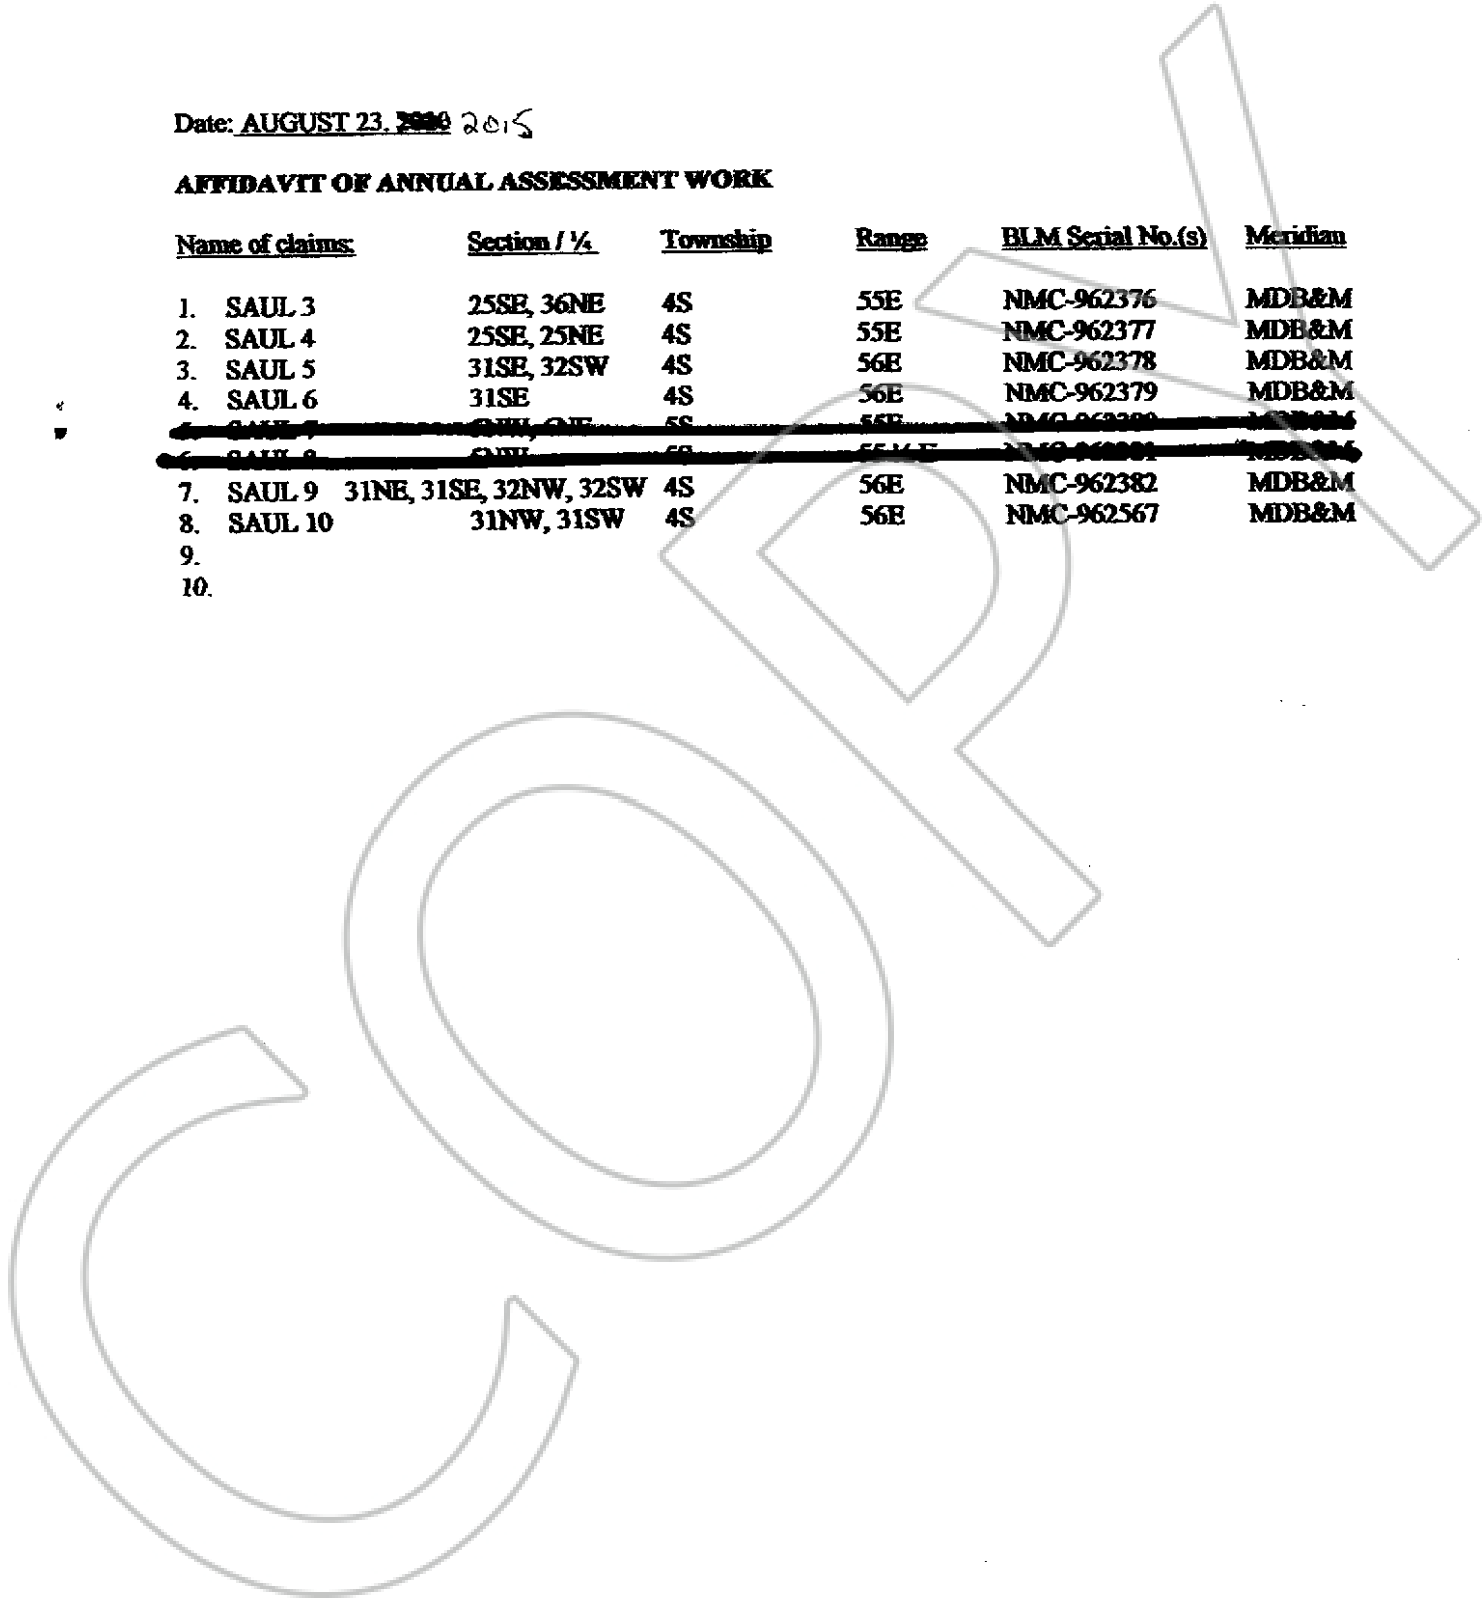 Date: AUGUST 23, 2015
AFFIDAVIT OF ANNUAL ASSESSMENT WORK
Name of claims: Section / ¼ Township Range BLM Serial No.(s) Meridian
1. SAUL 3 25SE, 36NE 4S 55E NMC-962376 MDB&M
2. SAUL 4 25SE, 25NE 4S 55E NMC-962377 MDB&M
3. SAUL 5 31SE, 32SW 4S 56E NMC-962378 MDB&M
4. SAUL 6 31SE 4S 56E NMC-962379 MDB&M
7. SAUL 9 31NE, 31SE, 32NW, 32SW 4S 56E NMC-962382 MDB&M
8. SAUL 10 31NW, 31SW 4S 56E NMC-962567 MDB&M
9.
10.
COPY